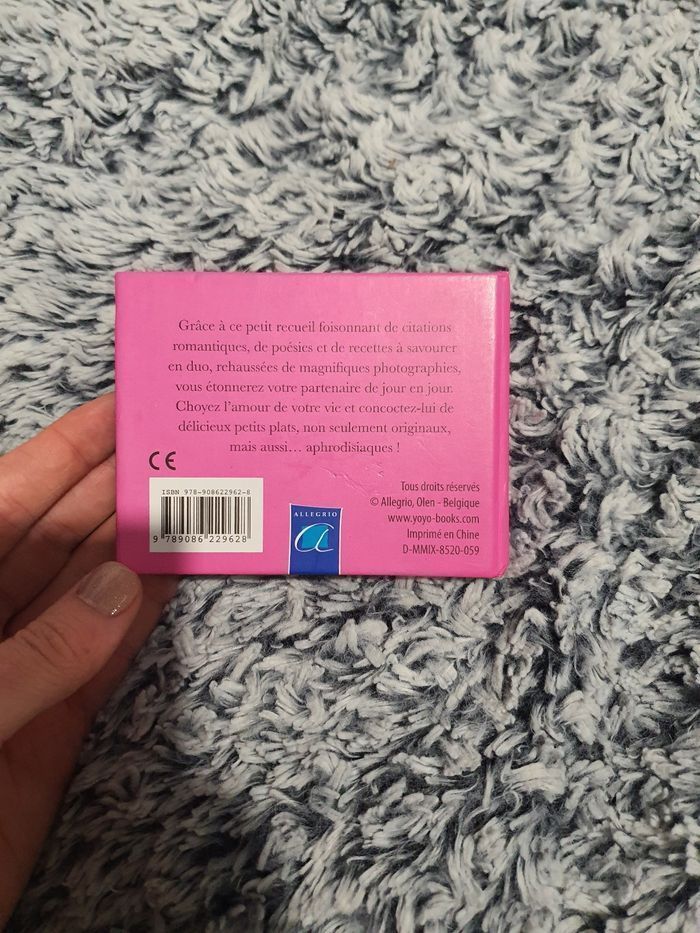 Grâce à ce petit recueil foisonnant de citations
romantiques, de poésies et de recettes à savourer
en duo, rehaussées de magnifiques photographies,
vous étonnerez votre partenaire de jour en jour.
Choyez l'amour de votre vie et concoctez-lui de
délicieux petits plats, non seulement originaux,
mais aussi… aphrodisiaques !
CE
ISBN 978-908622962-8
9 789086 229628
ALLEGRIO
a
Tous droits réservés
© Allegrio, Olen - Belgique
www.yoyo-books.com
Imprimé en Chine
D-MMIX-8520-059